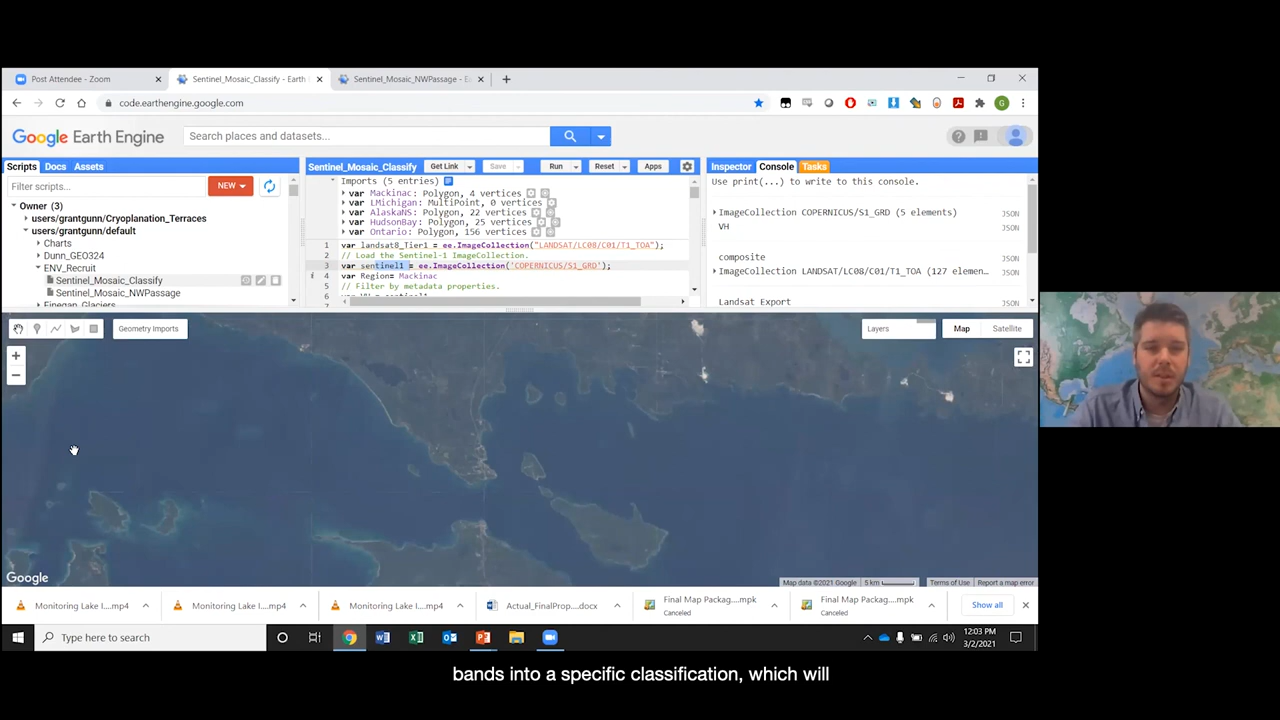 Post Attendee - Zoom
Sentinel_Mosaic_Classify - Earth
Sentinel_Mosaic_NWPassage - E
code.earthengine.google.com
G
Google Earth Engine
Search places and datasets...
Scripts Docs Assets
Filter scripts...
NEW
Owner (3)
users/grantgunn/Cryoplanation_Terraces
users/grantgunn/default
Charts
Dunn_GEO324
ENV_Recruit
Sentinel_Mosaic_Classify
Sentinel_Mosaic_NWPassage
Finegan_Glaciers
Sentinel_Mosaic_Classify
Get Link
Save
Run
Reset
Apps
Imports (5 entries)
var Mackinac: Polygon, 4 vertices
var LMichigan: MultiPoint, 0 vertices
var AlaskaNS: Polygon, 22 vertices
var HudsonBay: Polygon, 25 vertices
var Ontario: Polygon, 156 vertices
1 var landsat8_Tier1 = ee.ImageCollection("LANDSAT/LC08/C01/T1_TOA");
2 // Load the Sentinel-1 ImageCollection.
3 var sentinel1 = ee.ImageCollection('COPERNICUS/S1_GRD');
i 4 var Region= Mackinac
5 // Filter by metadata properties.
6
Inspector Console Tasks
Use print(...) to write to this console.
ImageCollection COPERNICUS/S1_GRD (5 elements) JSON
VH JSON
composite
ImageCollection LANDSAT/LC08/C01/T1_TOA (127 elemen… JSON
Landsat Export JSON
Geometry Imports
Layers
Map
Satellite
+
−
Google
Map data ©2021 Google
5 km
Terms of Use
Report a map error
Monitoring Lake I....mp4
Monitoring Lake I....mp4
Monitoring Lake I....mp4
Actual_FinalProp....docx
Final Map Packag....mpk
Canceled
Final Map Packag....mpk
Canceled
Show all
Type here to search
12:03 PM
3/2/2021
bands into a specific classification, which will